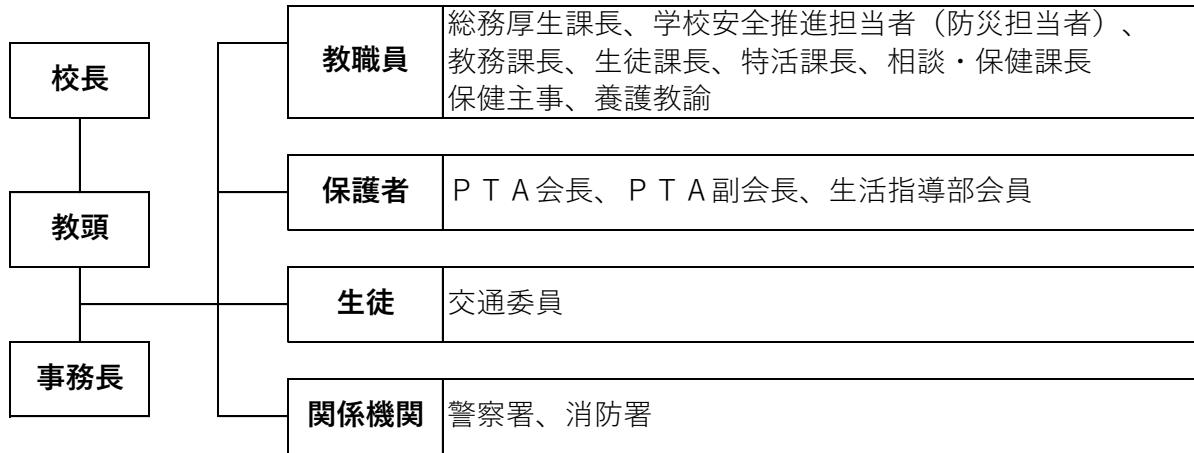 校長
教頭
事務長
教職員
総務厚生課長、学校安全推進担当者（防災担当者）、
教務課長、生徒課長、特活課長、相談・保健課長
保健主事、養護教諭
保護者
ＰＴＡ会長、ＰＴＡ副会長、生活指導部会員
生徒
交通委員
関係機関
警察署、消防署